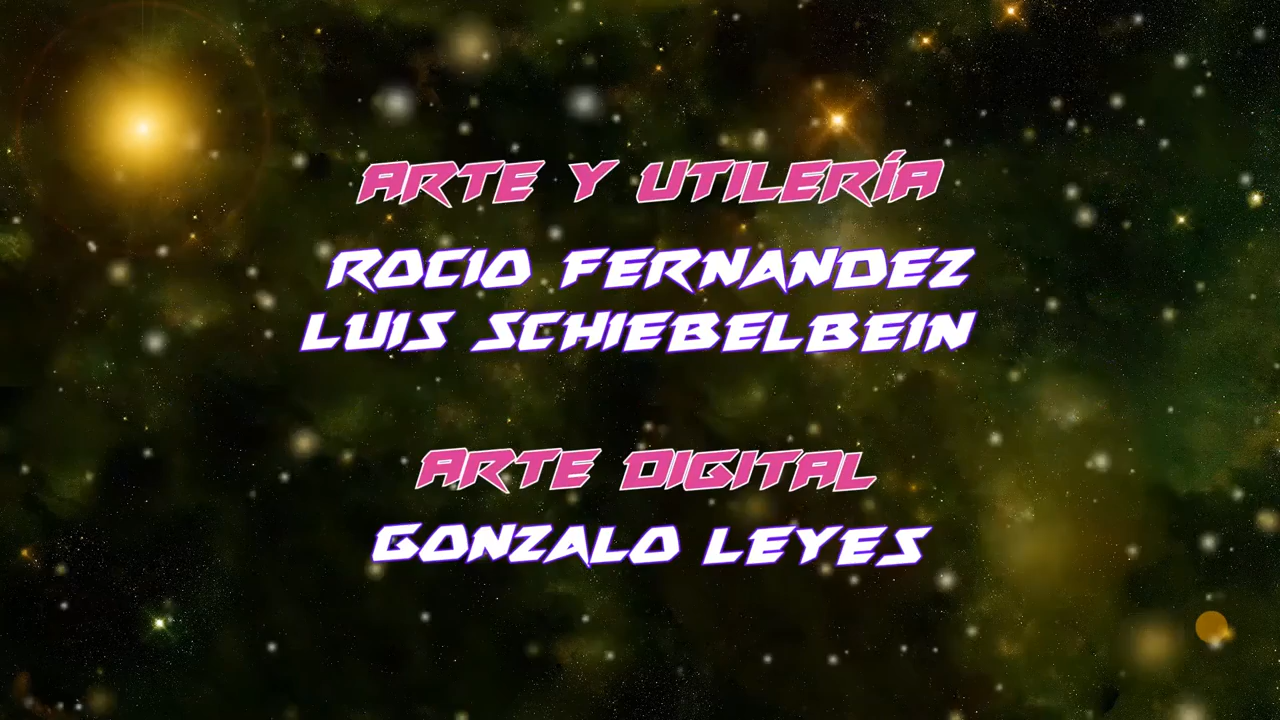 ARTE Y UTILERÍA
ROCIO FERNANDEZ
LUIS SCHIEBELBEIN
ARTE DIGITAL
GONZALO LEYES